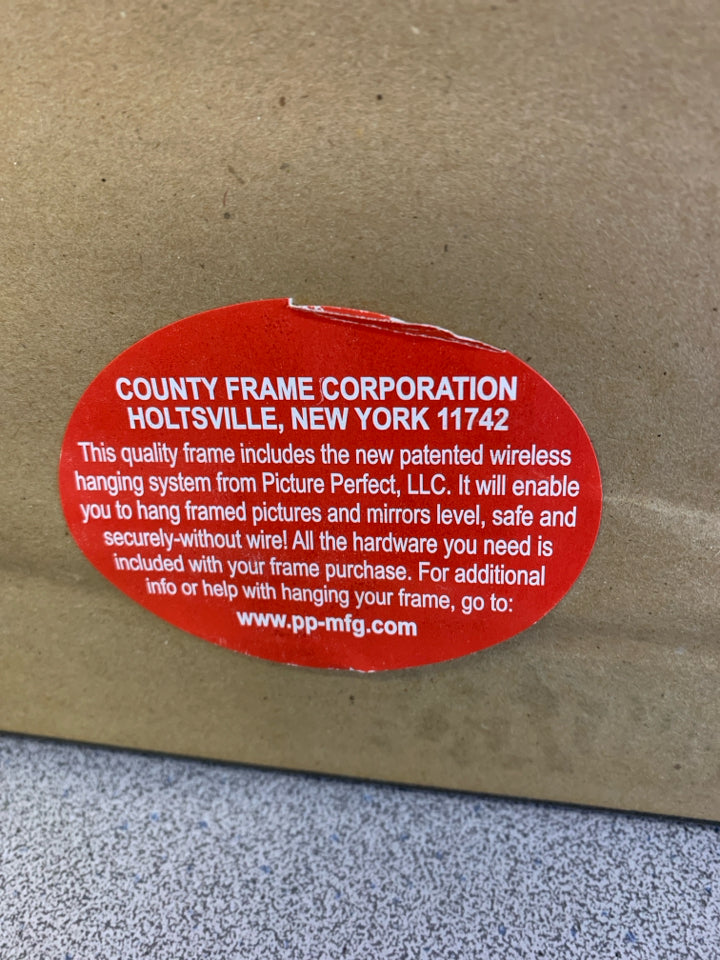 COUNTY FRAME CORPORATION
HOLTSVILLE, NEW YORK 11742
This quality frame includes the new patented wireless
hanging system from Picture Perfect, LLC. It will enable
you to hang framed pictures and mirrors level, safe and
securely-without wire! All the hardware you need is
included with your frame purchase. For additional
info or help with hanging your frame, go to:
www.pp-mfg.com